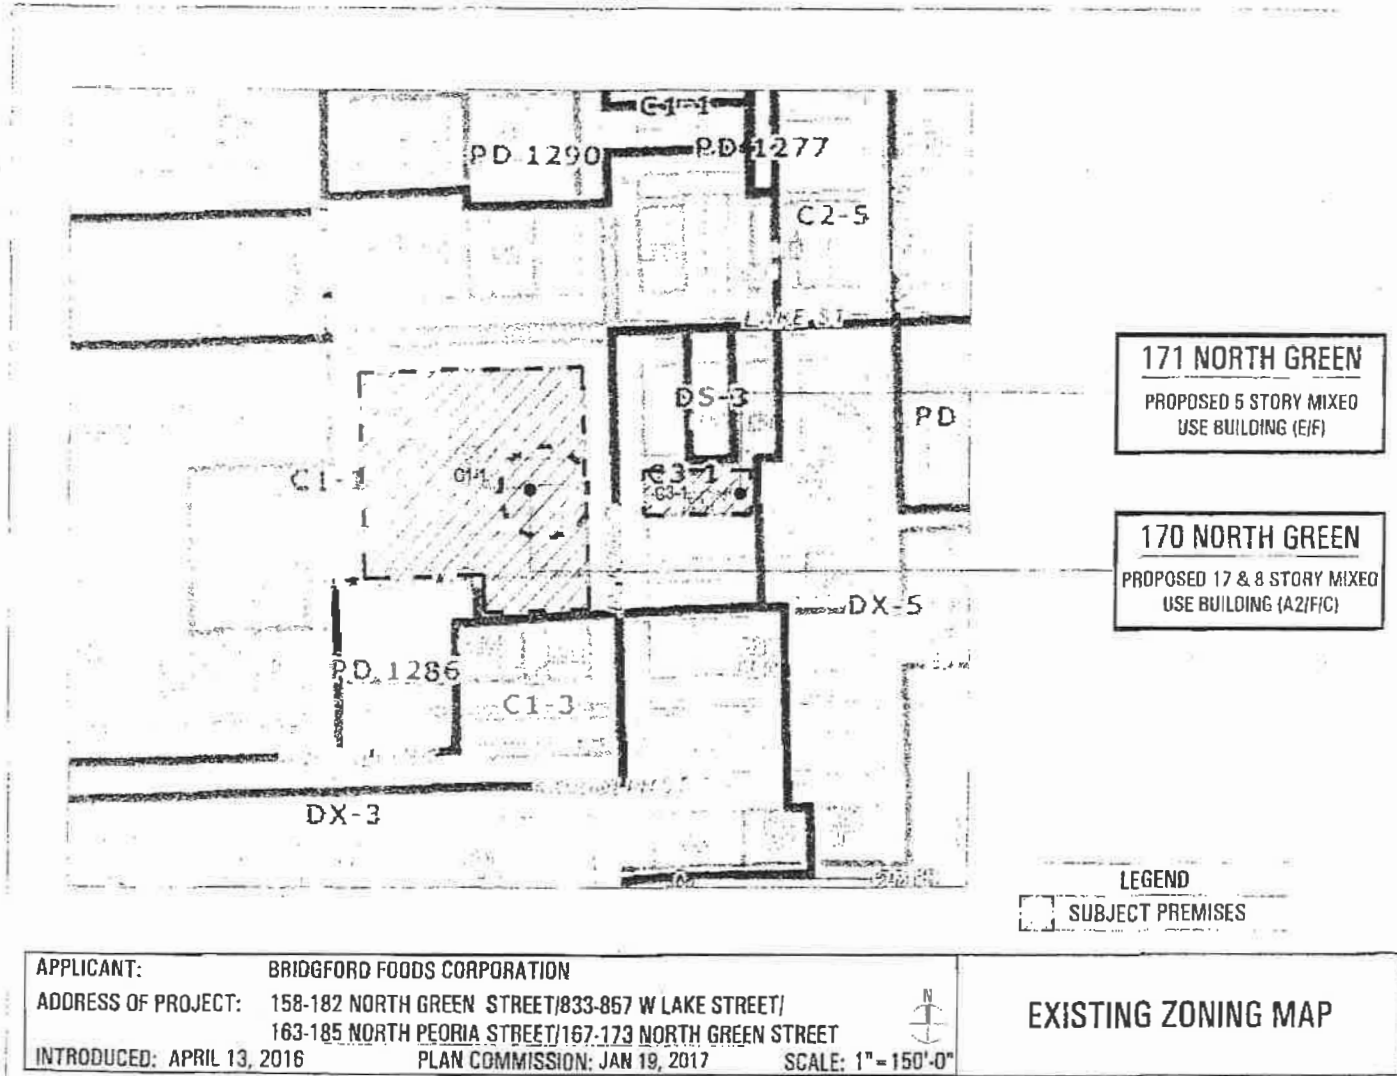 C1-1
PD 1290
PD 1277
C2-5
LAKE ST
171 NORTH GREEN
PROPOSED 5 STORY MIXED
USE BUILDING (E/F)
DS-3
PD
C1-
C1-1
C3-1
C3-1
170 NORTH GREEN
PROPOSED 17 & 8 STORY MIXED
USE BUILDING (A2/F/C)
DX-5
PD 1286
C1-3
DX-3
LEGEND
SUBJECT PREMISES
APPLICANT: BRIDGFORD FOODS CORPORATION
ADDRESS OF PROJECT: 158-182 NORTH GREEN STREET/833-857 W LAKE STREET/
163-185 NORTH PEORIA STREET/167-173 NORTH GREEN STREET
INTRODUCED: APRIL 13, 2016 PLAN COMMISSION: JAN 19, 2017 SCALE: 1"=150'-0"
N
EXISTING ZONING MAP